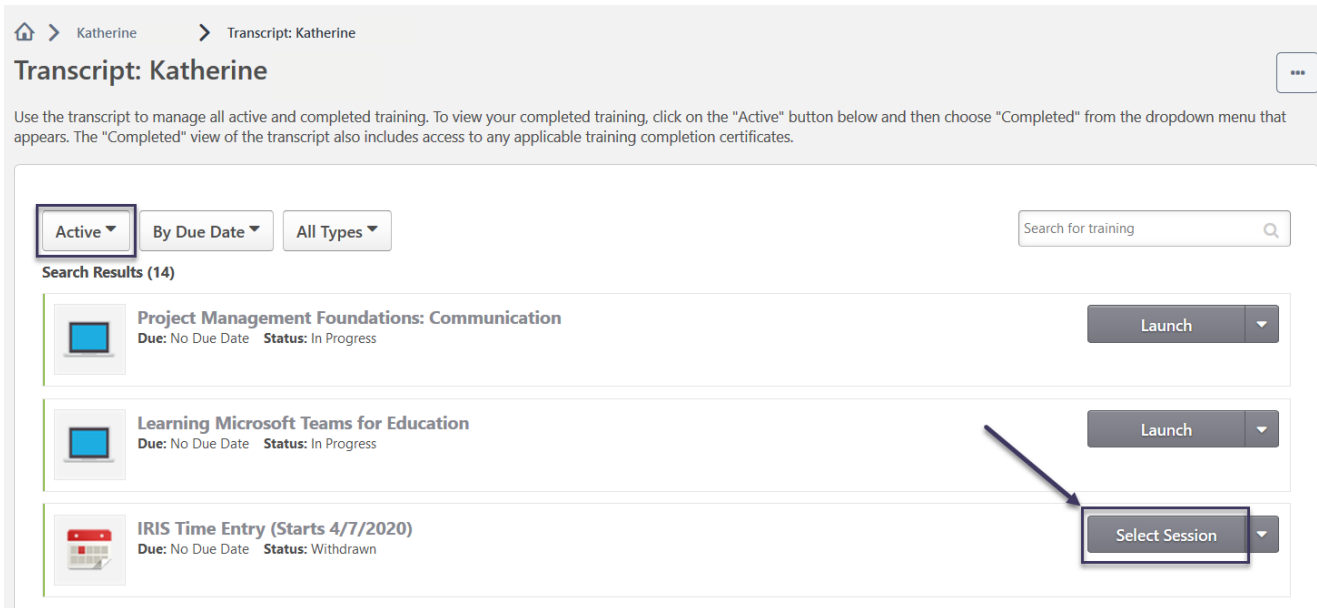 Katherine Transcript: Katherine
Transcript: Katherine
Use the transcript to manage all active and completed training. To view your completed training, click on the "Active" button below and then choose "Completed" from the dropdown menu that
appears. The "Completed" view of the transcript also includes access to any applicable training completion certificates.
Active By Due Date All Types Search for training
Search Results (14)
Project Management Foundations: Communication
Due: No Due Date Status: In Progress
Launch
Learning Microsoft Teams for Education
Due: No Due Date Status: In Progress
Launch
IRIS Time Entry (Starts 4/7/2020)
Due: No Due Date Status: Withdrawn
Select Session